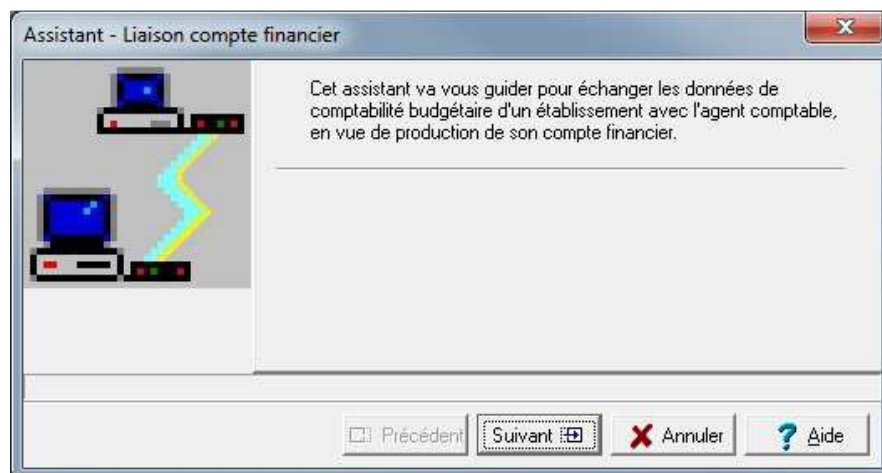 Assistant - Liaison compte financier
Cet assistant va vous guider pour échanger les données de
comptabilité budgétaire d'un établissement avec l'agent comptable,
en vue de production de son compte financier.
Précédent Suivant Annuler Aide